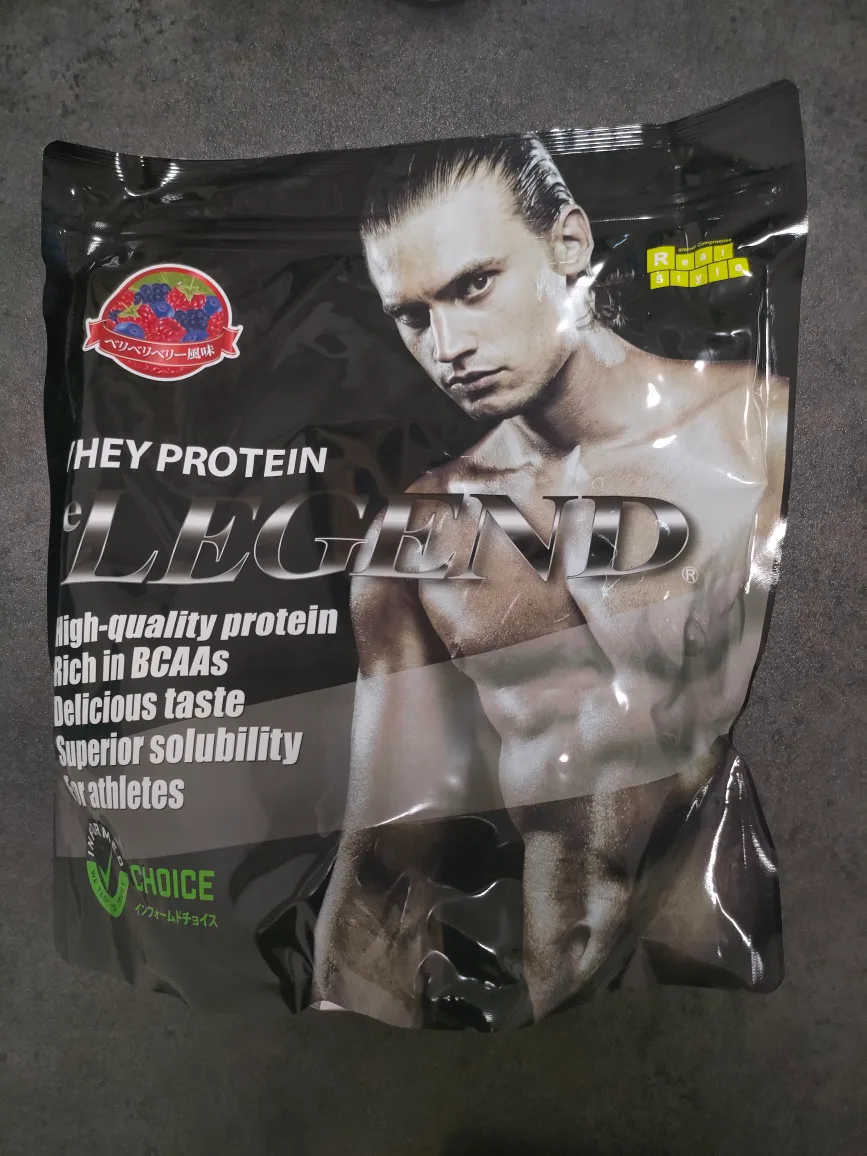 Real
Style
ベリベリベリー風味
WHEY PROTEIN
e LEGEND®
High-quality protein
Rich in BCAAs
Delicious taste
Superior solubility
For athletes
INFORMED
CHOICE
インフォームドチョイス